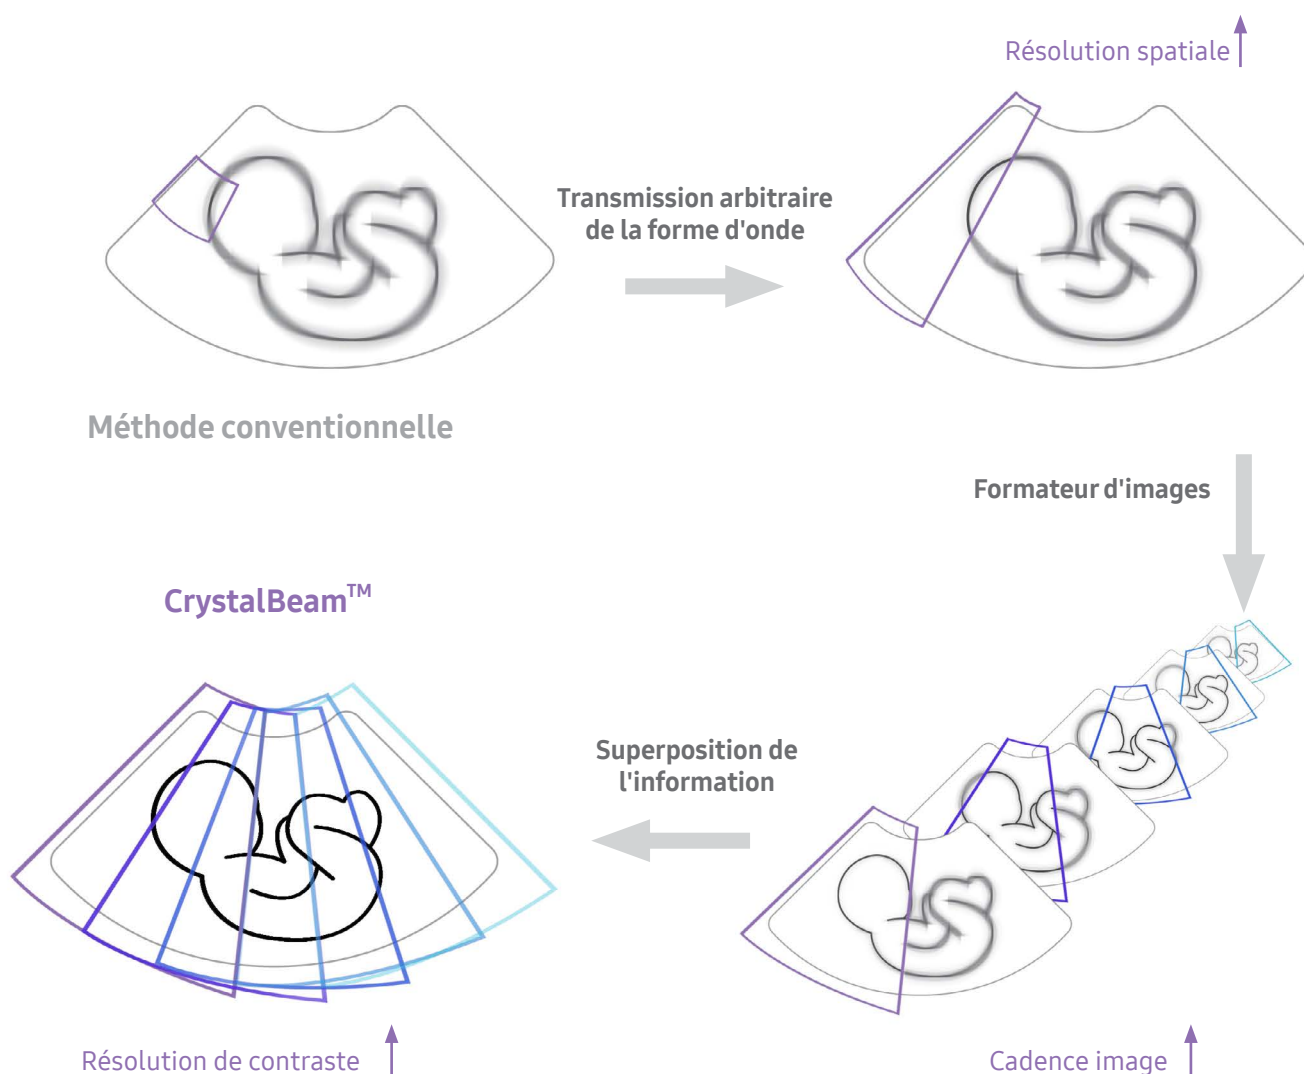 Résolution spatiale
Transmission arbitraire
de la forme d'onde
Méthode conventionnelle
Formateur d'images
CrystalBeam™
Superposition de
l'information
Résolution de contraste
Cadence image